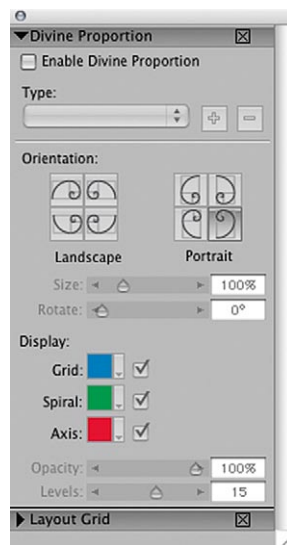 Divine Proportion
Enable Divine Proportion
Type:
Orientation:
Landscape Portrait
Size: 100%
Rotate: 0°
Display:
Grid:
Spiral:
Axis:
Opacity: 100%
Levels: 15
Layout Grid